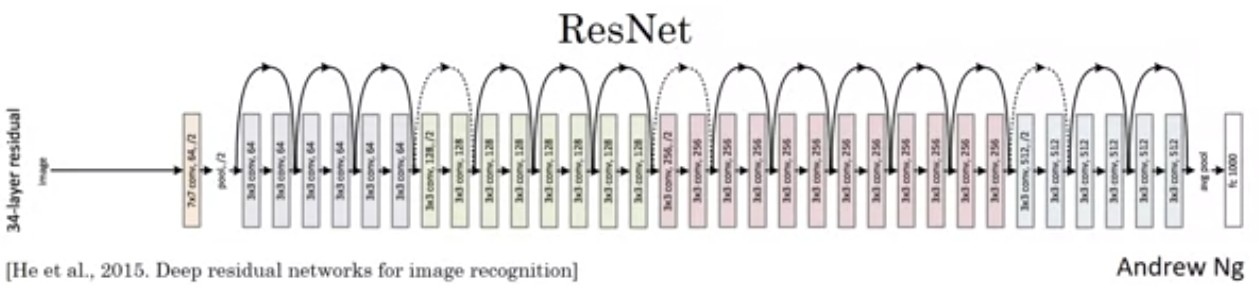 ResNet
34-layer residual
image
7x7 conv, 64, /2
pool, /2
3x3 conv, 64
3x3 conv, 64
3x3 conv, 64
3x3 conv, 64
3x3 conv, 64
3x3 conv, 64
3x3 conv, 128, /2
3x3 conv, 128
3x3 conv, 128
3x3 conv, 128
3x3 conv, 128
3x3 conv, 128
3x3 conv, 128
3x3 conv, 128
3x3 conv, 256, /2
3x3 conv, 256
3x3 conv, 256
3x3 conv, 256
3x3 conv, 256
3x3 conv, 256
3x3 conv, 256
3x3 conv, 256
3x3 conv, 256
3x3 conv, 256
3x3 conv, 256
3x3 conv, 256
3x3 conv, 512, /2
3x3 conv, 512
3x3 conv, 512
3x3 conv, 512
3x3 conv, 512
3x3 conv, 512
avg pool
fc 1000
[He et al., 2015. Deep residual networks for image recognition]
Andrew Ng